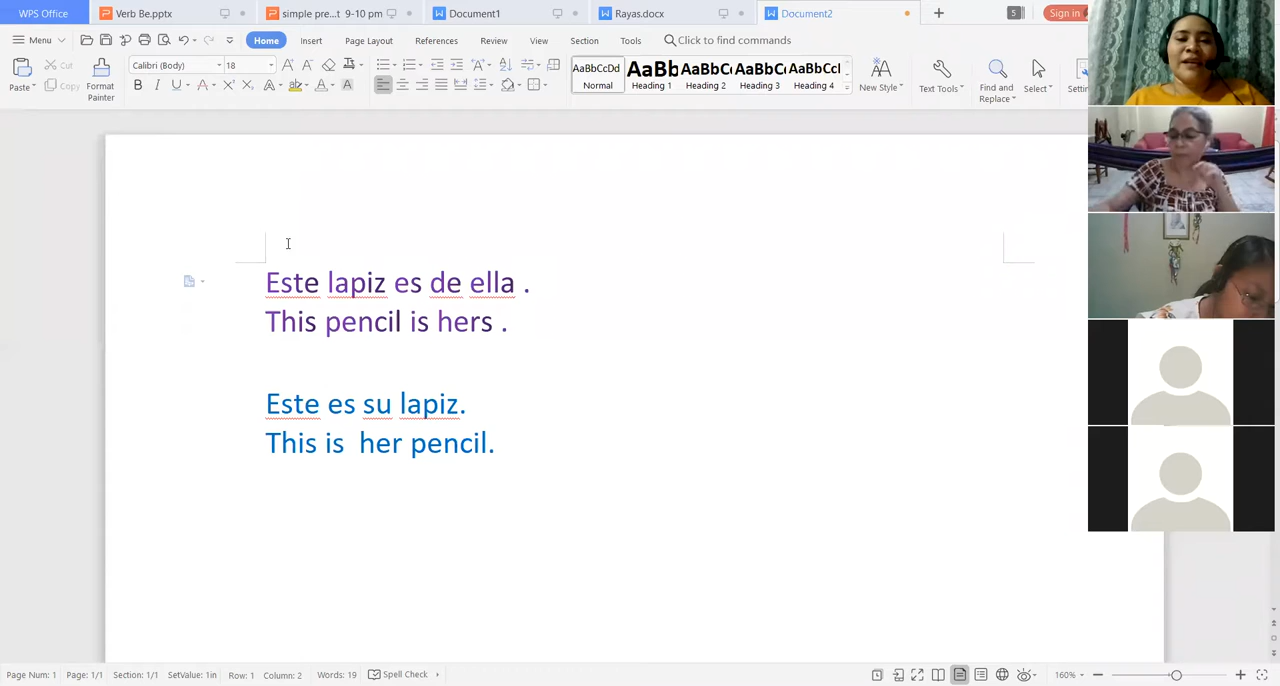 WPS Office
Verb Be.pptx
simple pre...t 9-10 pm
Document1
Rayas.docx
Document2
5
Sign in
Menu
Home
Insert
Page Layout
References
Review
View
Section
Tools
Click to find commands
Paste
Cut
Copy
Format Painter
Calibri (Body)
18
AaBbCcDd
Normal
AaBb
Heading 1
AaBbC
Heading 2
AaBbC
Heading 3
AaBbCcl
Heading 4
New Style
Text Tools
Find and Replace
Select
Este lapiz es de ella .
This pencil is hers .
Este es su lapiz.
This is her pencil.
Page Num: 1
Page: 1/1
Section: 1/1
SetValue: 1in
Row: 1
Column: 2
Words: 19
Spell Check
160%